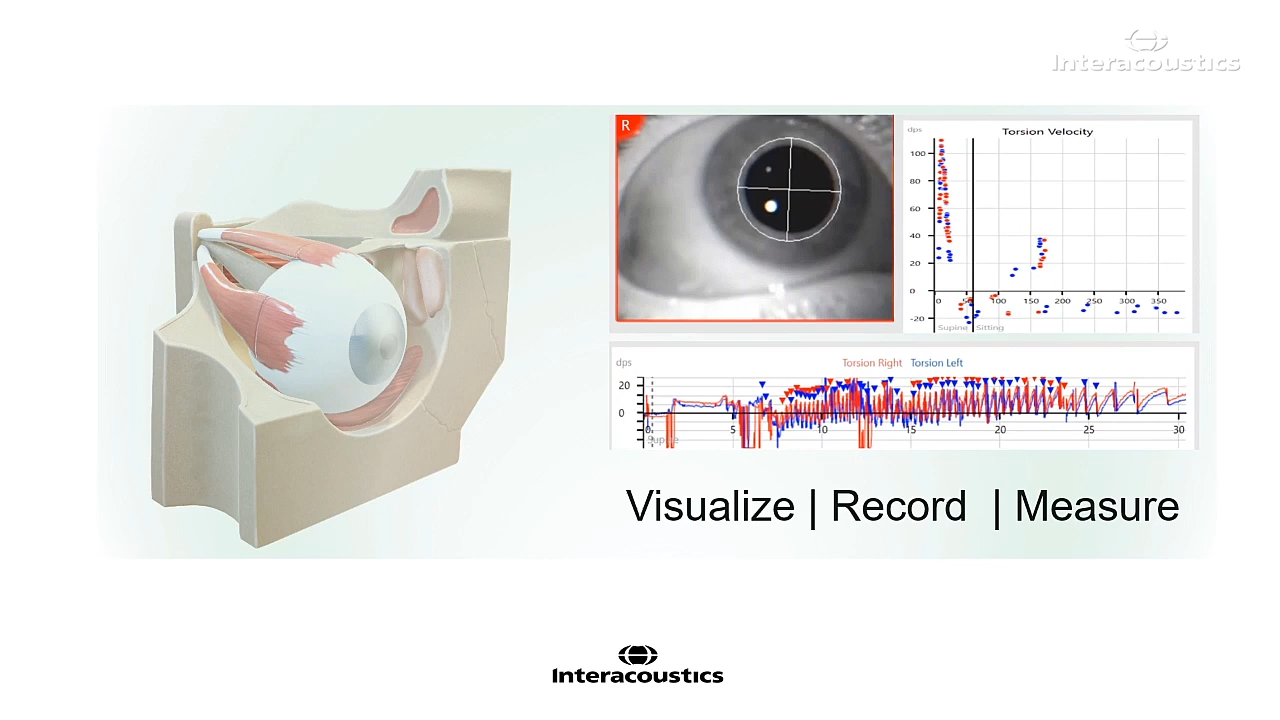 Interacoustics
R
dps
Torsion Velocity
100
80
60
40
20
0
-20
0 50 100 150 200 250 300 350
Supine Sitting
dps
Torsion Right Torsion Left
20
0
0 5 10 15 20 25 30
Supine
Visualize | Record | Measure
Interacoustics